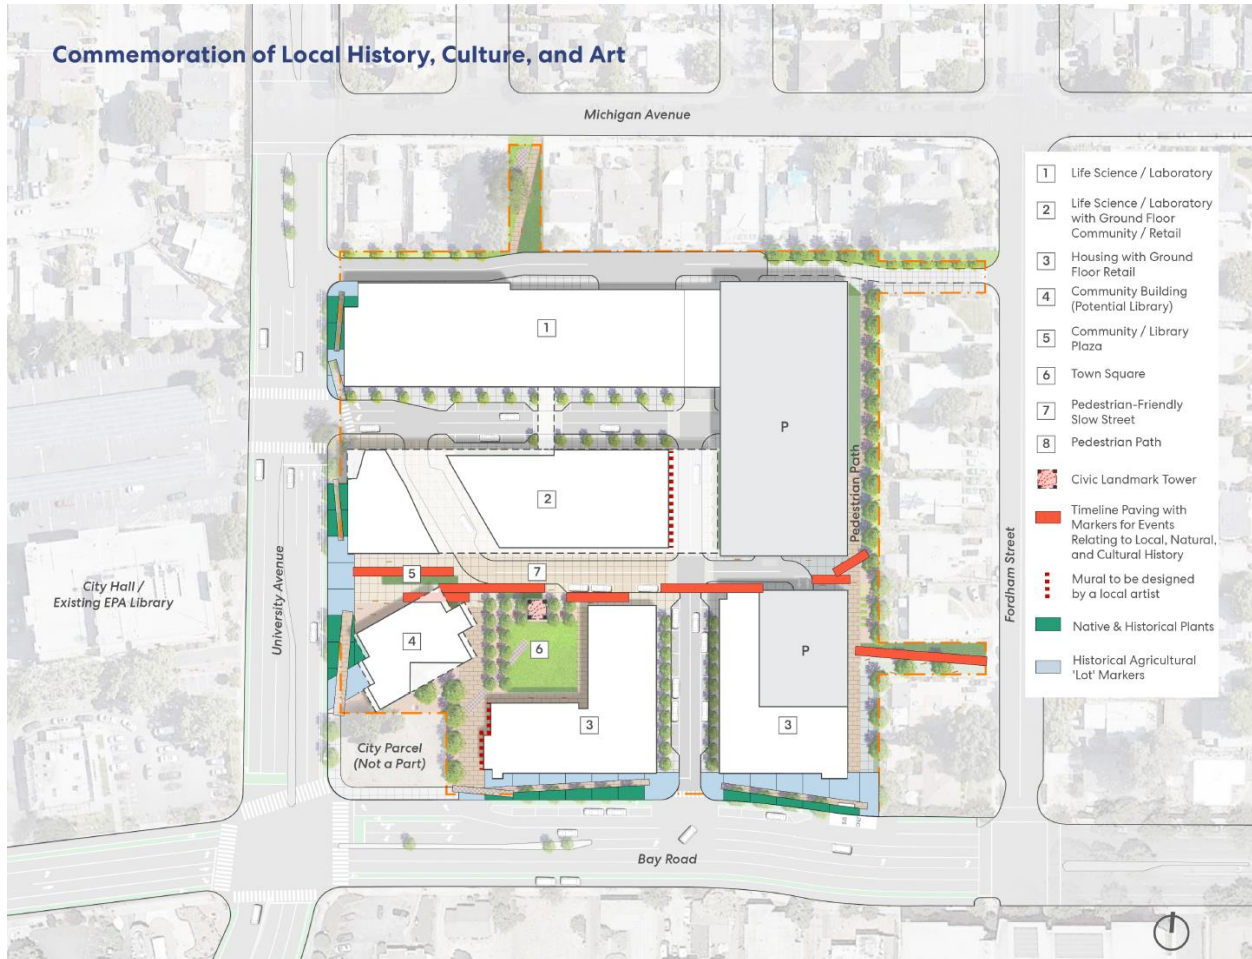 Commemoration of Local History, Culture, and Art
Michigan Avenue
1 Life Science / Laboratory
2 Life Science / Laboratory
with Ground Floor
Community / Retail
3 Housing with Ground
Floor Retail
4 Community Building
(Potential Library)
5 Community / Library
Plaza
6 Town Square
7 Pedestrian-Friendly
Slow Street
8 Pedestrian Path
Civic Landmark Tower
Timeline Paving with
Markers for Events
Relating to Local, Natural,
and Cultural History
Mural to be designed
by a local artist
Native & Historical Plants
Historical Agricultural
'Lot' Markers
1
P
2
Pedestrian Path
5
7
City Hall /
Existing EPA Library
University Avenue
Fordham Street
4
6
P
3
3
City Parcel
(Not a Part)
Bay Road